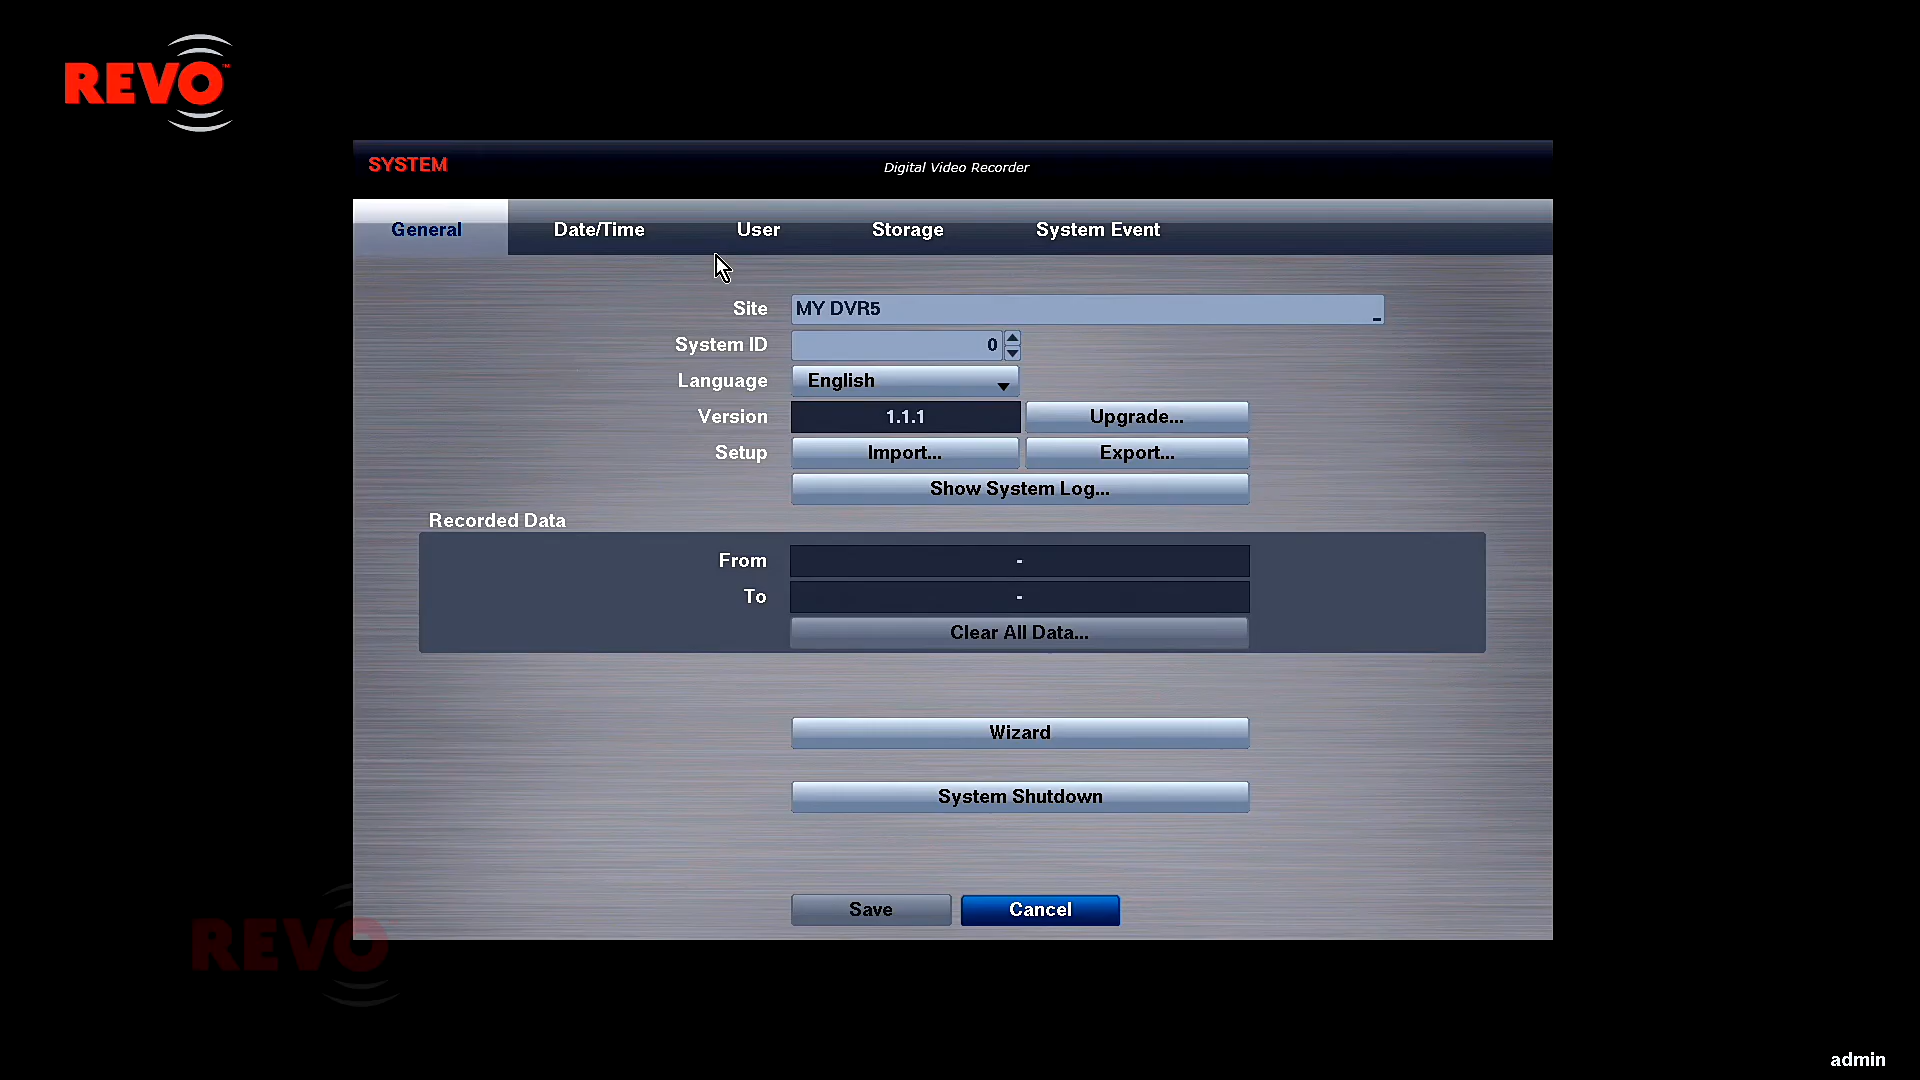 REVO™
SYSTEM
Digital Video Recorder
General Date/Time User Storage System Event
Site MY DVR5
System ID 0
Language English
Version 1.1.1 Upgrade...
Setup Import... Export...
Show System Log...
Recorded Data
From -
To -
Clear All Data...
Wizard
System Shutdown
Save Cancel
REVO
admin